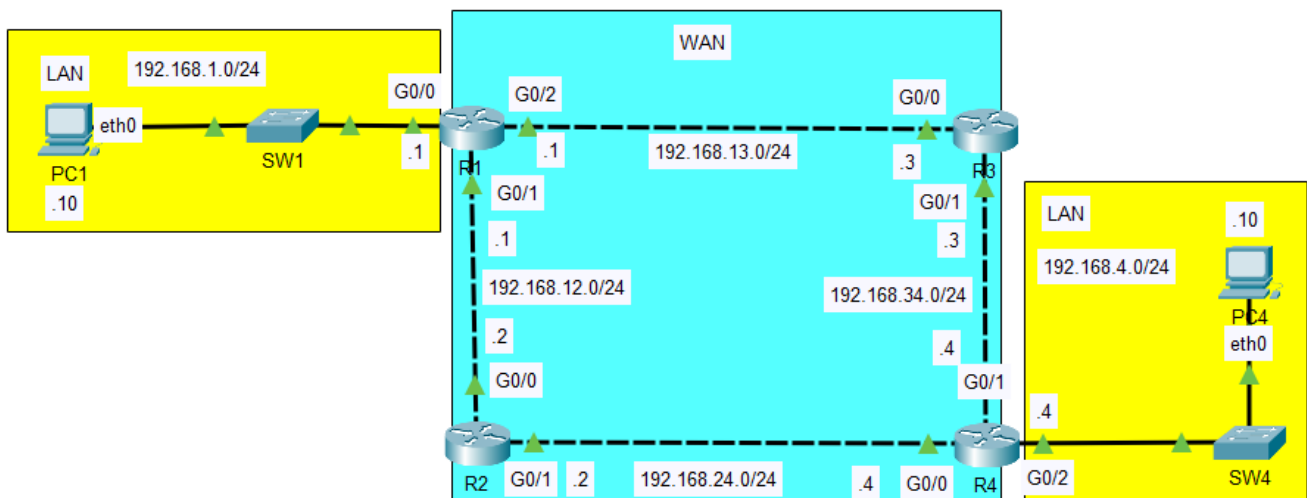 WAN
LAN
192.168.1.0/24
G0/0
G0/2
G0/0
eth0
SW1
.1
R1
.1
192.168.13.0/24
.3
R3
PC1
.10
G0/1
G0/1
LAN
.10
.1
.3
192.168.4.0/24
192.168.12.0/24
192.168.34.0/24
PC4
.2
.4
eth0
G0/0
G0/1
.4
R2
G0/1
.2
192.168.24.0/24
.4
G0/0
R4
G0/2
SW4